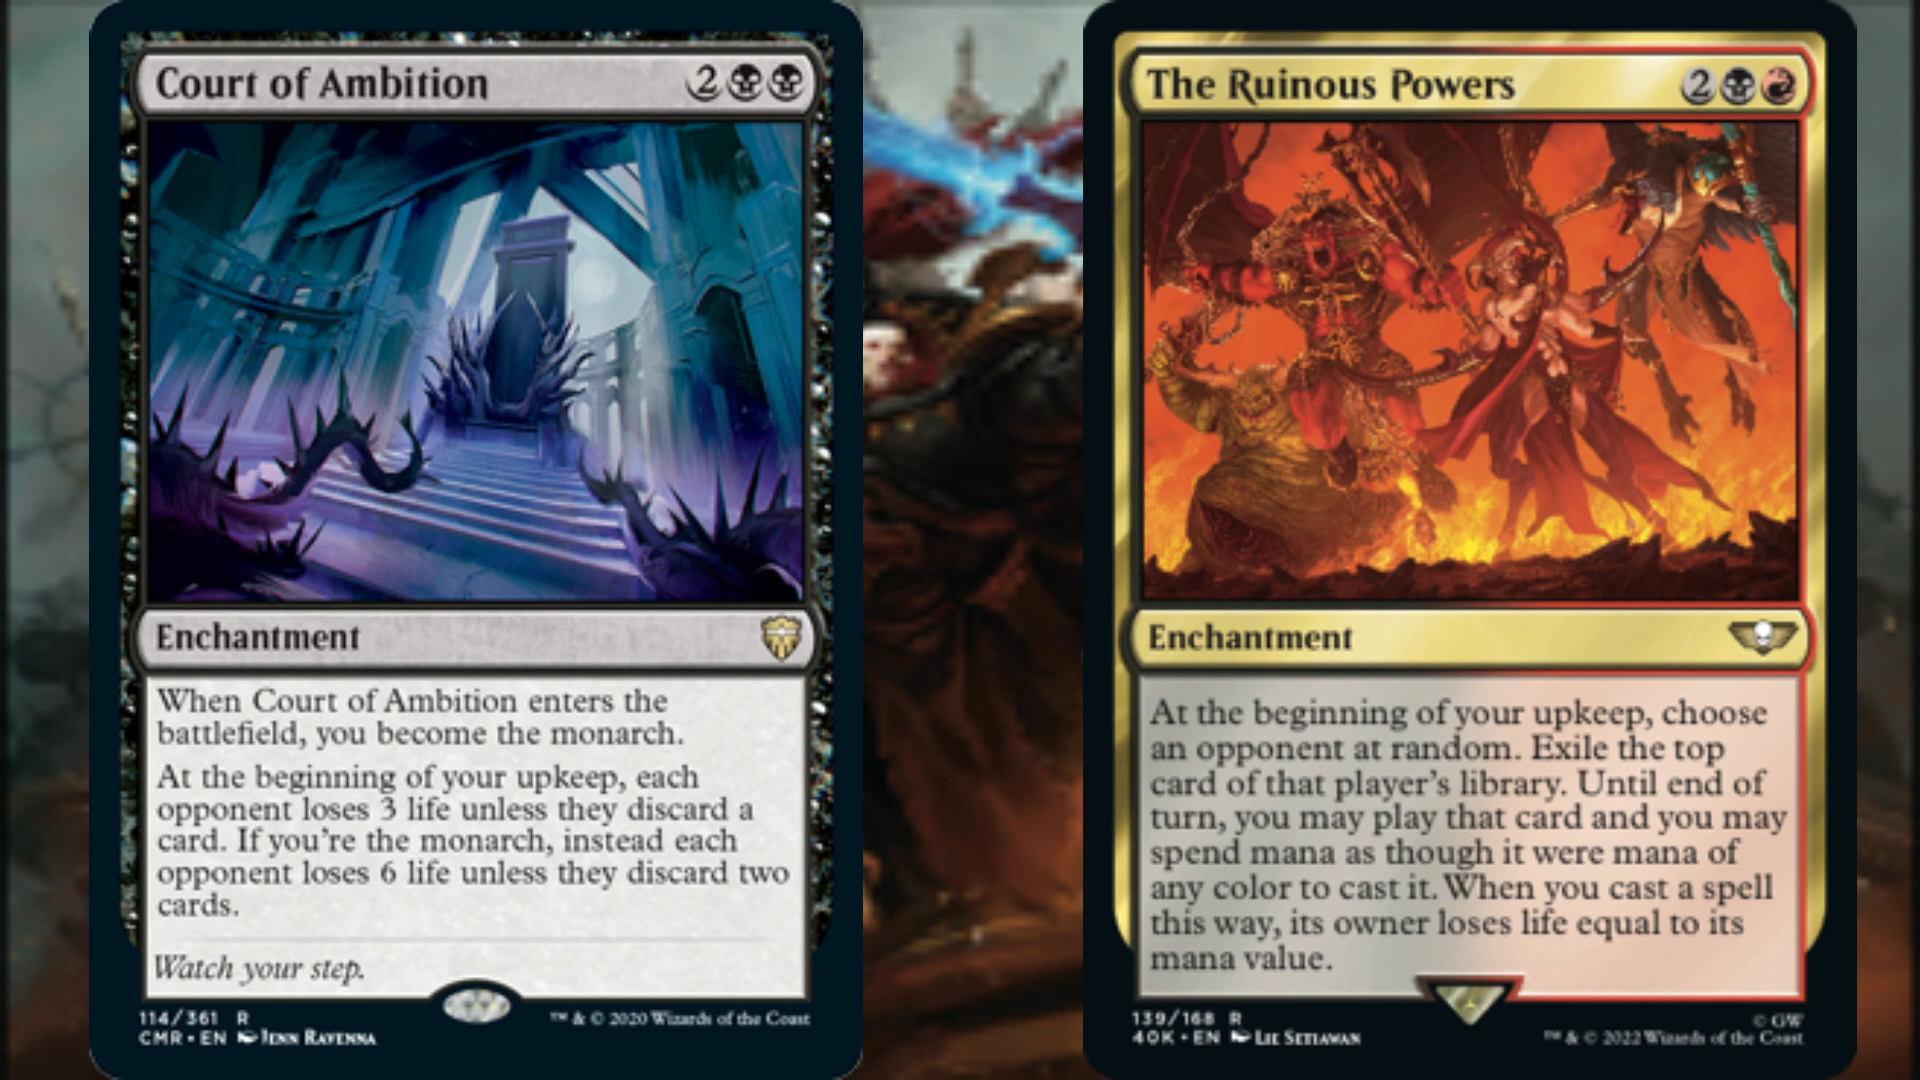 Court of Ambition 2
Enchantment
When Court of Ambition enters the
battlefield, you become the monarch.
At the beginning of your upkeep, each
opponent loses 3 life unless they discard a
card. If you're the monarch, instead each
opponent loses 6 life unless they discard two
cards.
Watch your step.
114/361 R
CMR • EN Jenn Ravenna
™ & © 2020 Wizards of the Coast
The Ruinous Powers 2
Enchantment
At the beginning of your upkeep, choose
an opponent at random. Exile the top
card of that player's library. Until end of
turn, you may play that card and you may
spend mana as though it were mana of
any color to cast it. When you cast a spell
this way, its owner loses life equal to its
mana value.
139/168 R
40K • EN Lie Setiawan
© GW
™ & © 2022 Wizards of the Coast